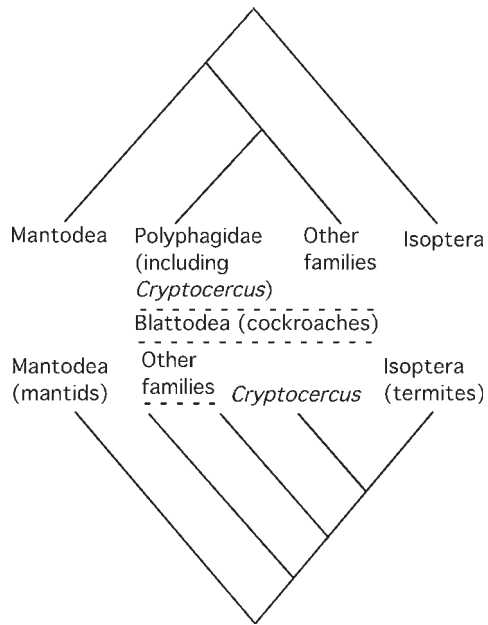 Mantodea
Polyphagidae
(including
Cryptocercus)
Other
families
Isoptera
Blattodea (cockroaches)
Mantodea
(mantids)
Other
families
Cryptocercus
Isoptera
(termites)